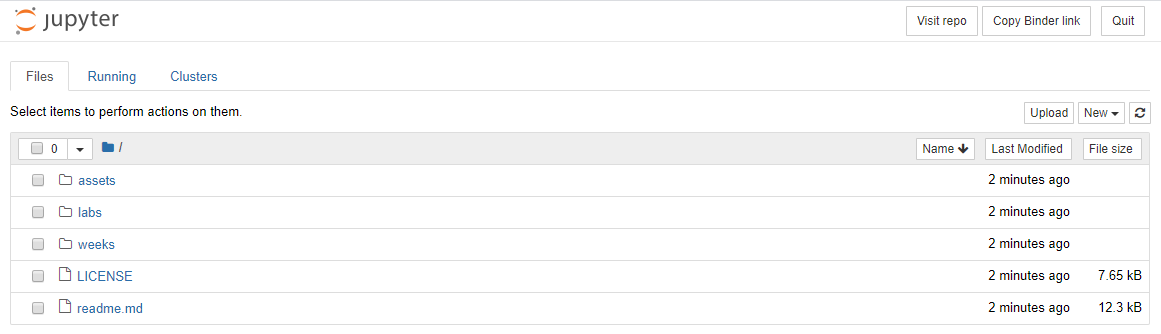 jupyter Visit repo Copy Binder link Quit
Files Running Clusters
Select items to perform actions on them. Upload New
0 / Name Last Modified File size
assets 2 minutes ago
labs 2 minutes ago
weeks 2 minutes ago
LICENSE 2 minutes ago 7.65 kB
readme.md 2 minutes ago 12.3 kB